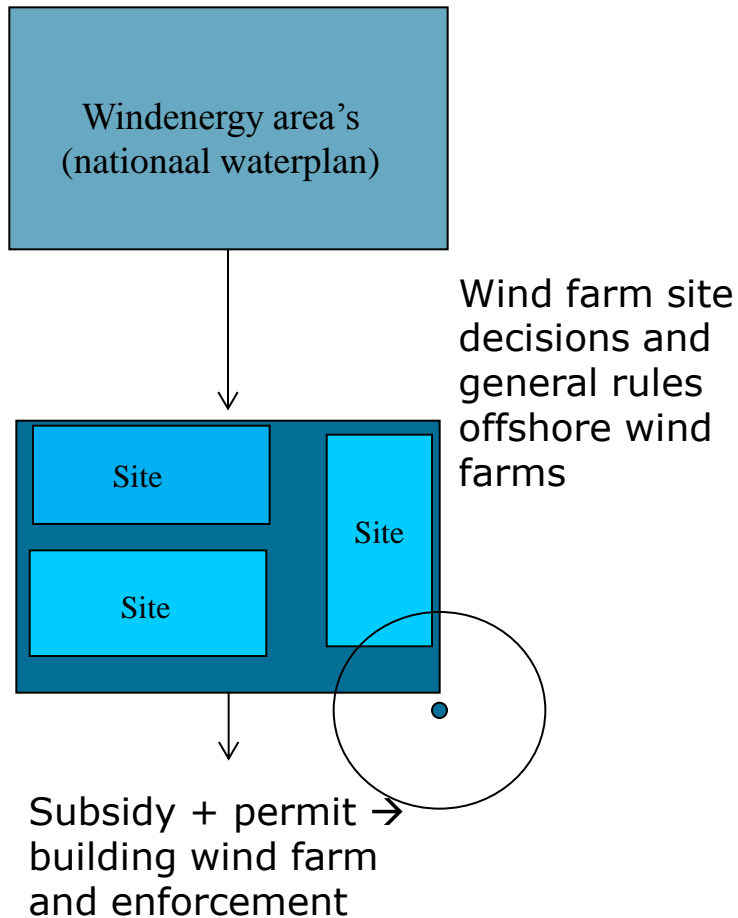 Windenergy area’s
(nationaal waterplan)
Wind farm site
decisions and
general rules
offshore wind
farms
Site
Site
Site
Subsidy + permit →
building wind farm
and enforcement